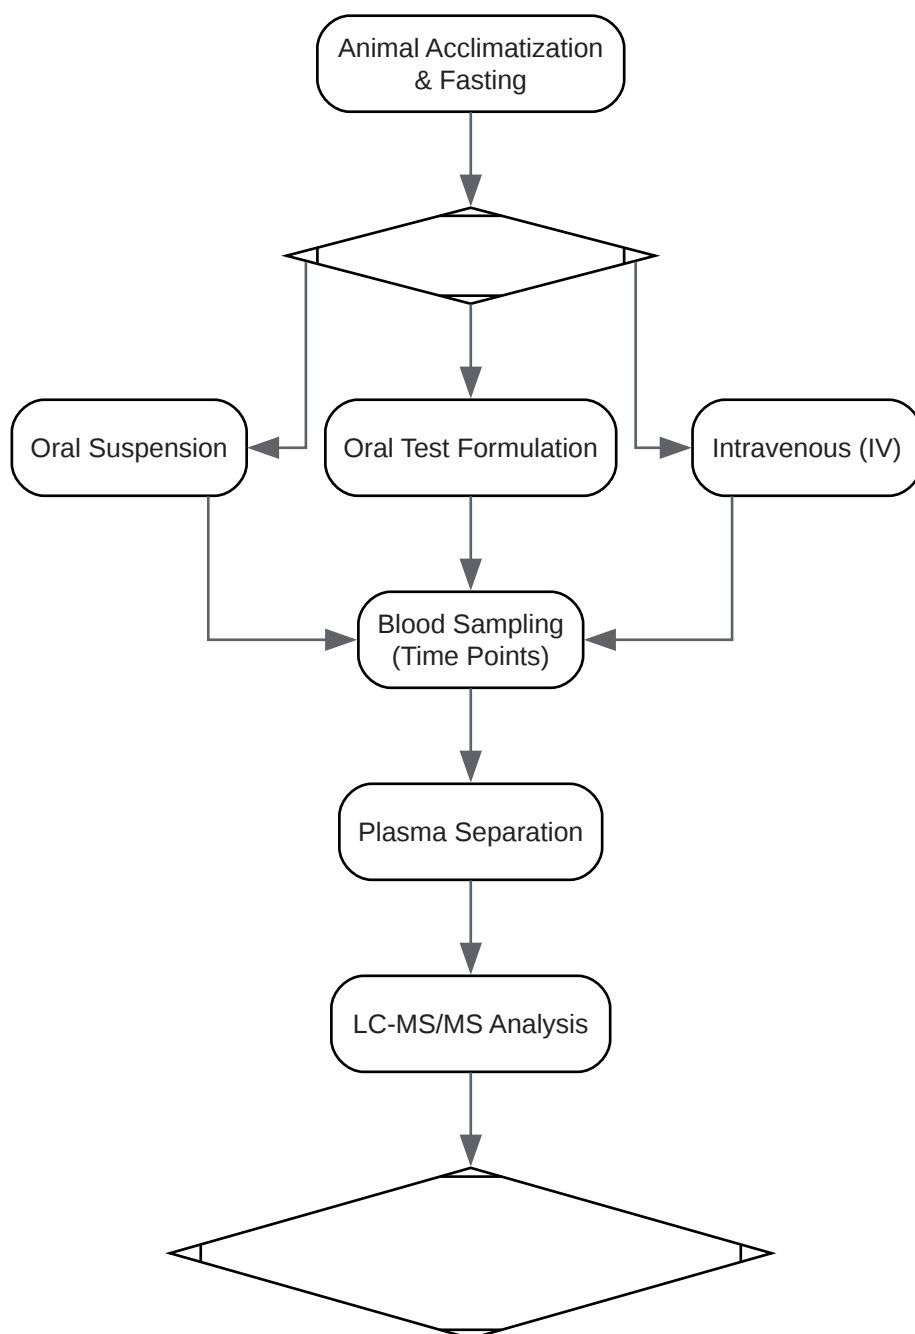 Animal Acclimatization
& Fasting
Oral Suspension
Oral Test Formulation
Intravenous (IV)
Blood Sampling
(Time Points)
Plasma Separation
LC-MS/MS Analysis